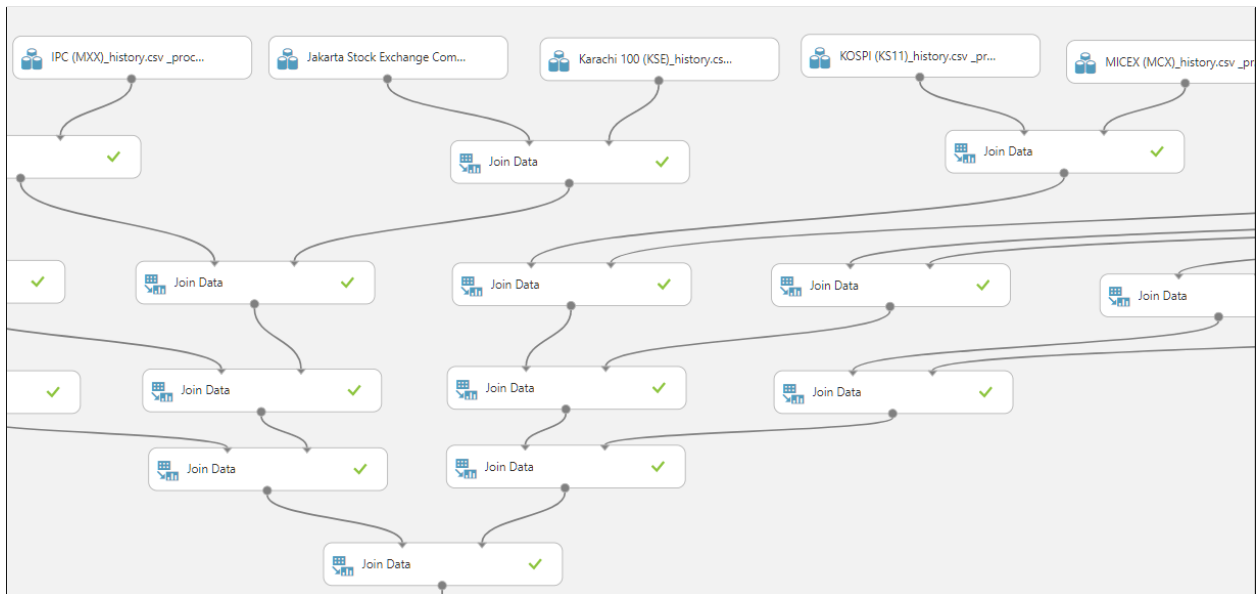 IPC (MXX)_history.csv _proc...
Jakarta Stock Exchange Com...
Karachi 100 (KSE)_history.cs...
KOSPI (KS11)_history.csv _pr...
MICEX (MCX)_history.csv _pr
Join Data
Join Data
Join Data
Join Data
Join Data
Join Data
Join Data
Join Data
Join Data
Join Data
Join Data
Join Data